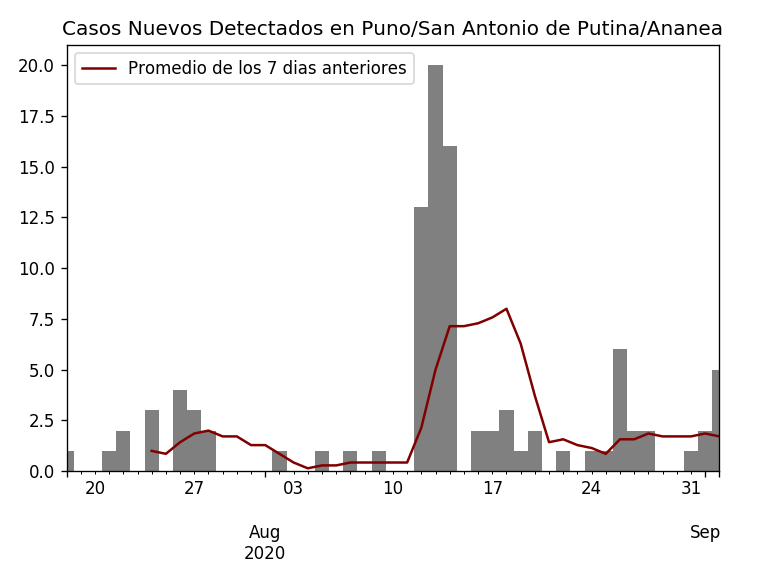 Casos Nuevos Detectados en Puno/San Antonio de Putina/Ananea
Promedio de los 7 dias anteriores
20.0
17.5
15.0
12.5
10.0
7.5
5.0
2.5
0.0
20 27 03 10 17 24 31
Aug Sep
2020